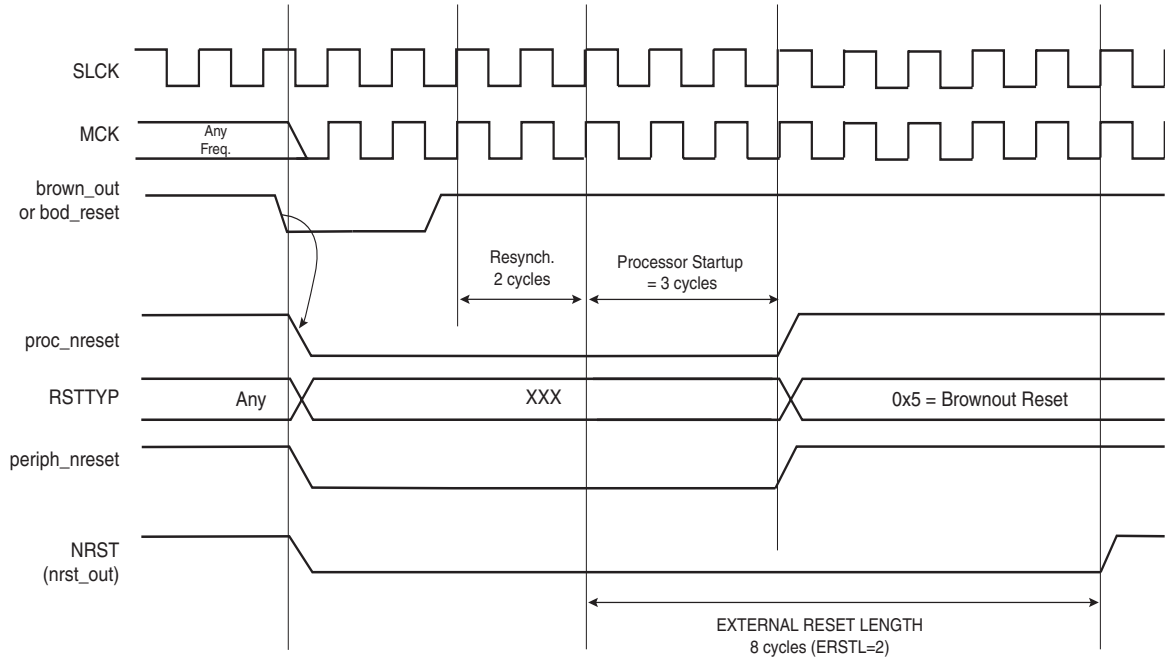 SLCK
MCK
Any
Freq.
brown_out
or bod_reset
Resynch.
2 cycles
Processor Startup
= 3 cycles
proc_nreset
RSTTYP
Any
XXX
0x5 = Brownout Reset
periph_nreset
NRST
(nrst_out)
EXTERNAL RESET LENGTH
8 cycles (ERSTL=2)